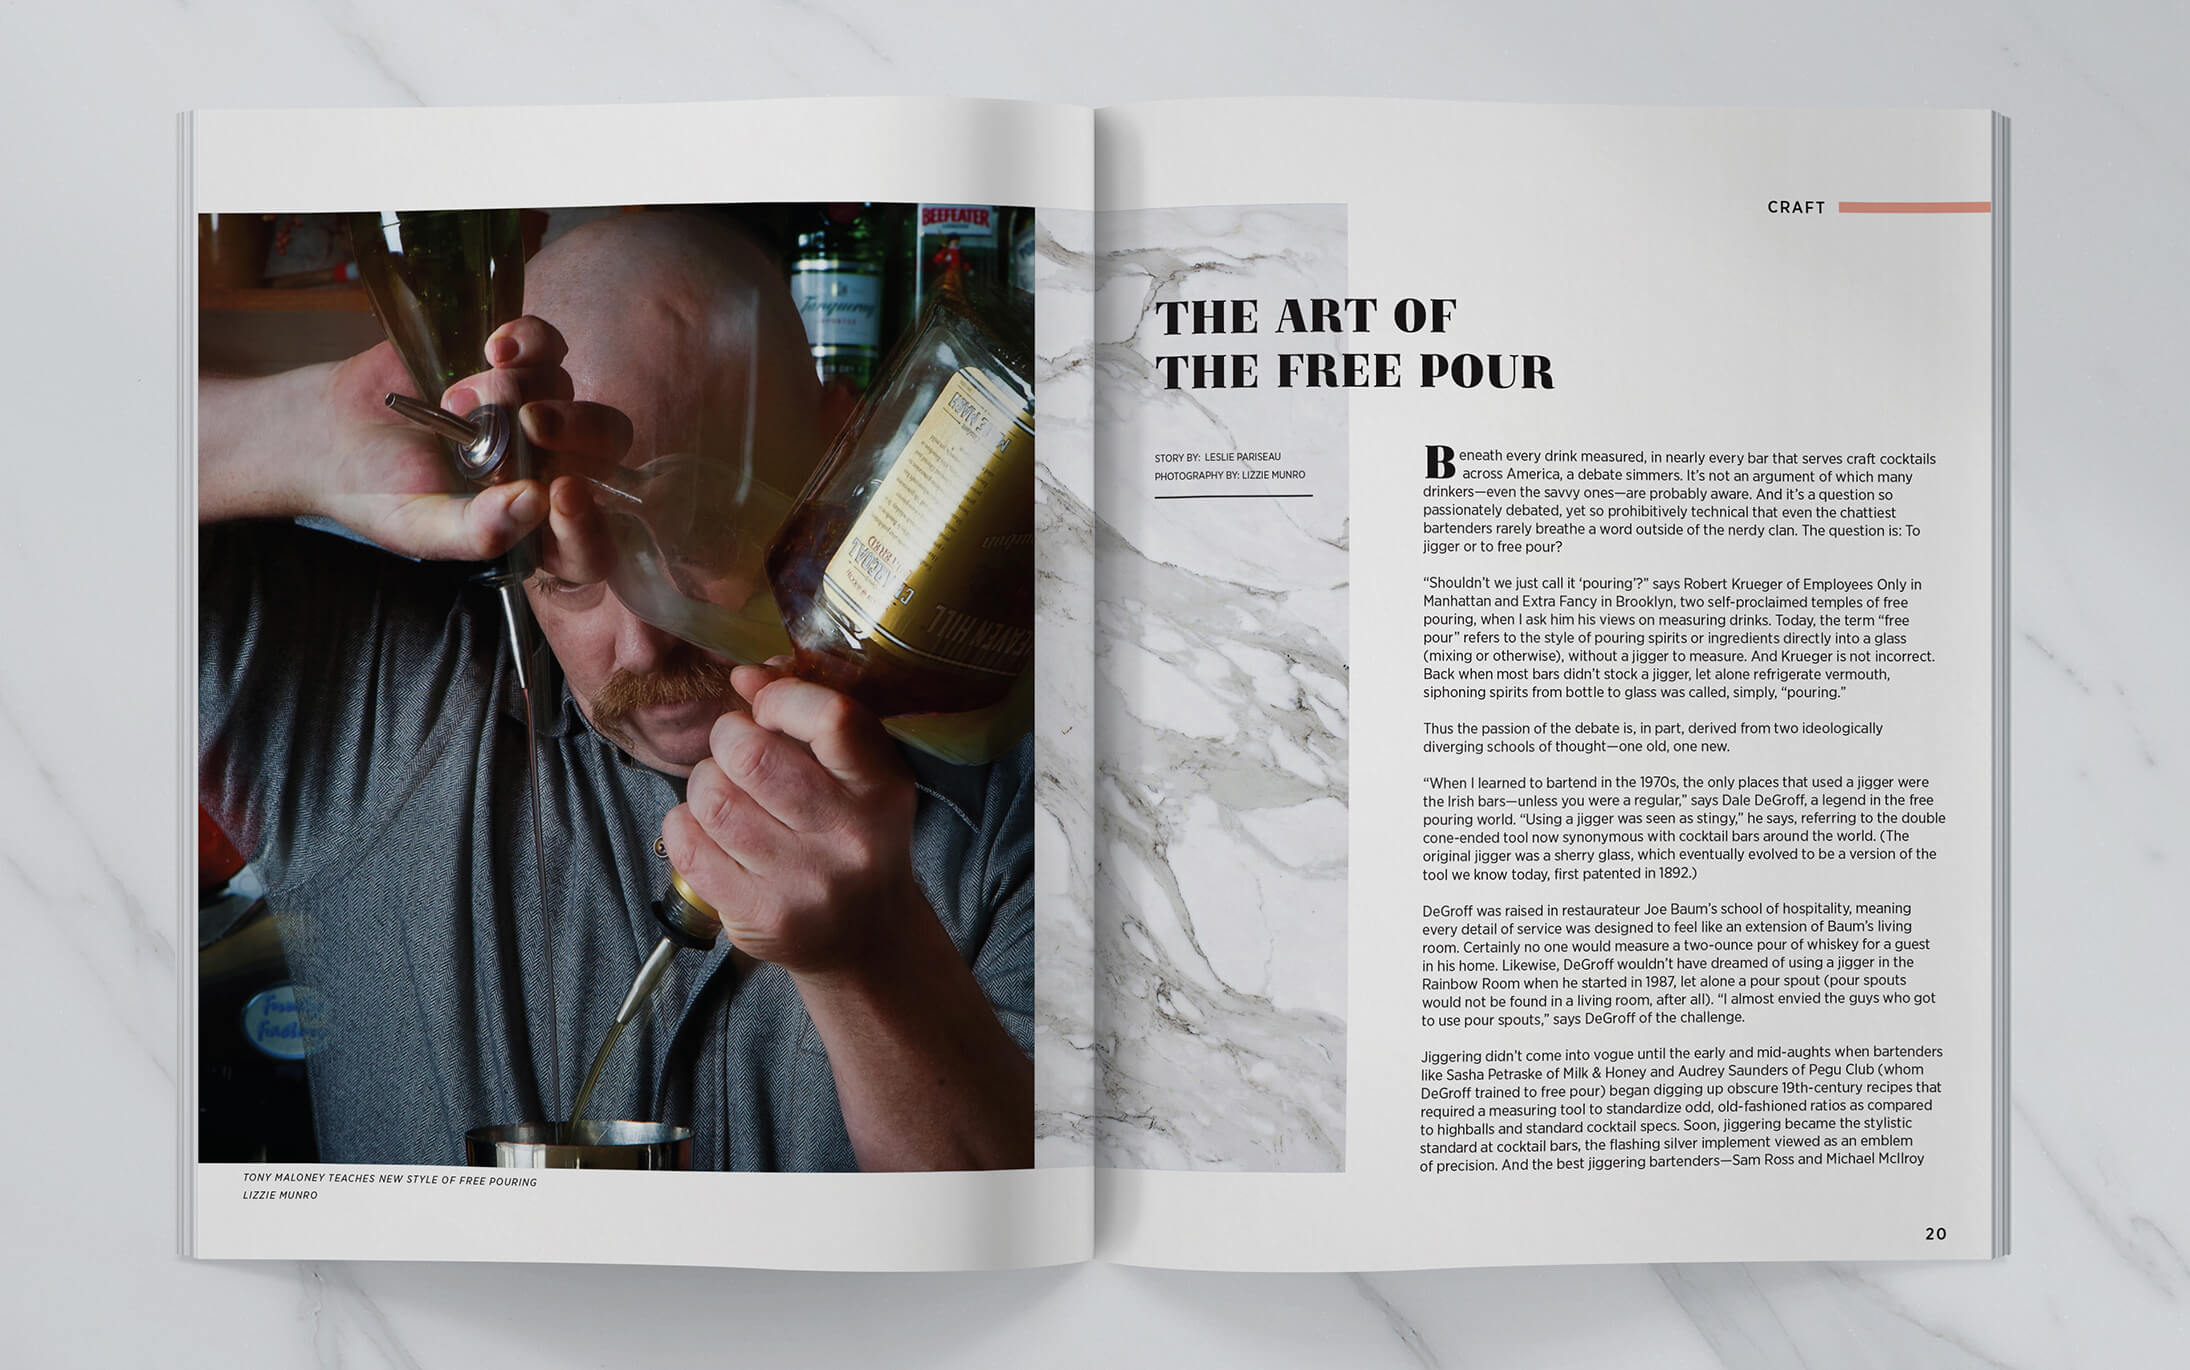 BEEFEATER
Tanqueray
IMPORTED
HEAVEN HILL
TONY MALONEY TEACHES NEW STYLE OF FREE POURING
LIZZIE MUNRO
CRAFT
THE ART OF
THE FREE POUR
STORY BY: LESLIE PARISEAU
PHOTOGRAPHY BY: LIZZIE MUNRO
Beneath every drink measured, in nearly every bar that serves craft cocktails
across America, a debate simmers. It's not an argument of which many
drinkers—even the savvy ones—are probably aware. And it's a question so
passionately debated, yet so prohibitively technical that even the chattiest
bartenders rarely breathe a word outside of the nerdy clan. The question is: To
jigger or to free pour?
“Shouldn't we just call it ‘pouring’?” says Robert Krueger of Employees Only in
Manhattan and Extra Fancy in Brooklyn, two self-proclaimed temples of free
pouring, when I ask him his views on measuring drinks. Today, the term “free
pour” refers to the style of pouring spirits or ingredients directly into a glass
(mixing or otherwise), without a jigger to measure. And Krueger is not incorrect.
Back when most bars didn't stock a jigger, let alone refrigerate vermouth,
siphoning spirits from bottle to glass was called, simply, “pouring.”
Thus the passion of the debate is, in part, derived from two ideologically
diverging schools of thought—one old, one new.
“When I learned to bartend in the 1970s, the only places that used a jigger were
the Irish bars—unless you were a regular,” says Dale DeGroff, a legend in the free
pouring world. “Using a jigger was seen as stingy,” he says, referring to the double
cone-ended tool now synonymous with cocktail bars around the world. (The
original jigger was a sherry glass, which eventually evolved to be a version of the
tool we know today, first patented in 1892.)
DeGroff was raised in restaurateur Joe Baum's school of hospitality, meaning
every detail of service was designed to feel like an extension of Baum's living
room. Certainly no one would measure a two-ounce pour of whiskey for a guest
in his home. Likewise, DeGroff wouldn't have dreamed of using a jigger in the
Rainbow Room when he started in 1987, let alone a pour spout (pour spouts
would not be found in a living room, after all). “I almost envied the guys who got
to use pour spouts,” says DeGroff of the challenge.
Jiggering didn't come into vogue until the early and mid-aughts when bartenders
like Sasha Petraske of Milk & Honey and Audrey Saunders of Pegu Club (whom
DeGroff trained to free pour) began digging up obscure 19th-century recipes that
required a measuring tool to standardize odd, old-fashioned ratios as compared
to highballs and standard cocktail specs. Soon, jiggering became the stylistic
standard at cocktail bars, the flashing silver implement viewed as an emblem
of precision. And the best jiggering bartenders—Sam Ross and Michael McIlroy
20